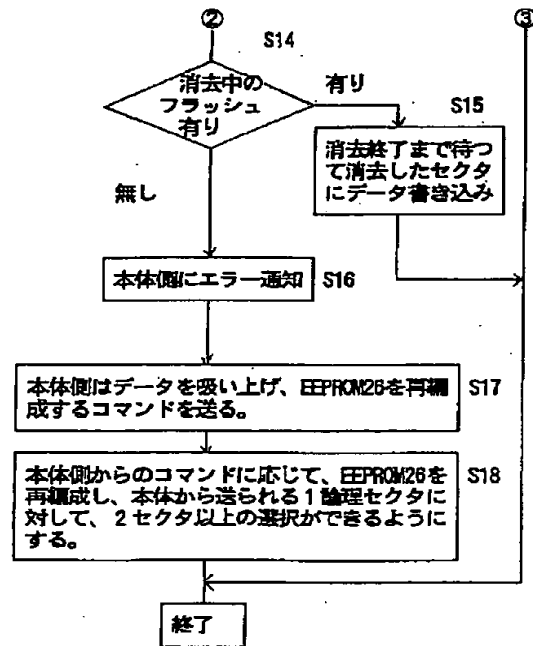 ②
③
S14
消去中の
フラッシュ
有り
有り
S15
消去終了まで待つ
て消去したセクタ
にデータ書き込み
無し
本体側にエラー通知
S16
本体側はデータを吸い上げ、EEPROM26を再編
成するコマンドを送る。
S17
本体側からのコマンドに応じて、EEPROM26を
再編成し、本体から送られる1論理セクタに
対して、2セクタ以上の選択ができるように
する。
S18
終了